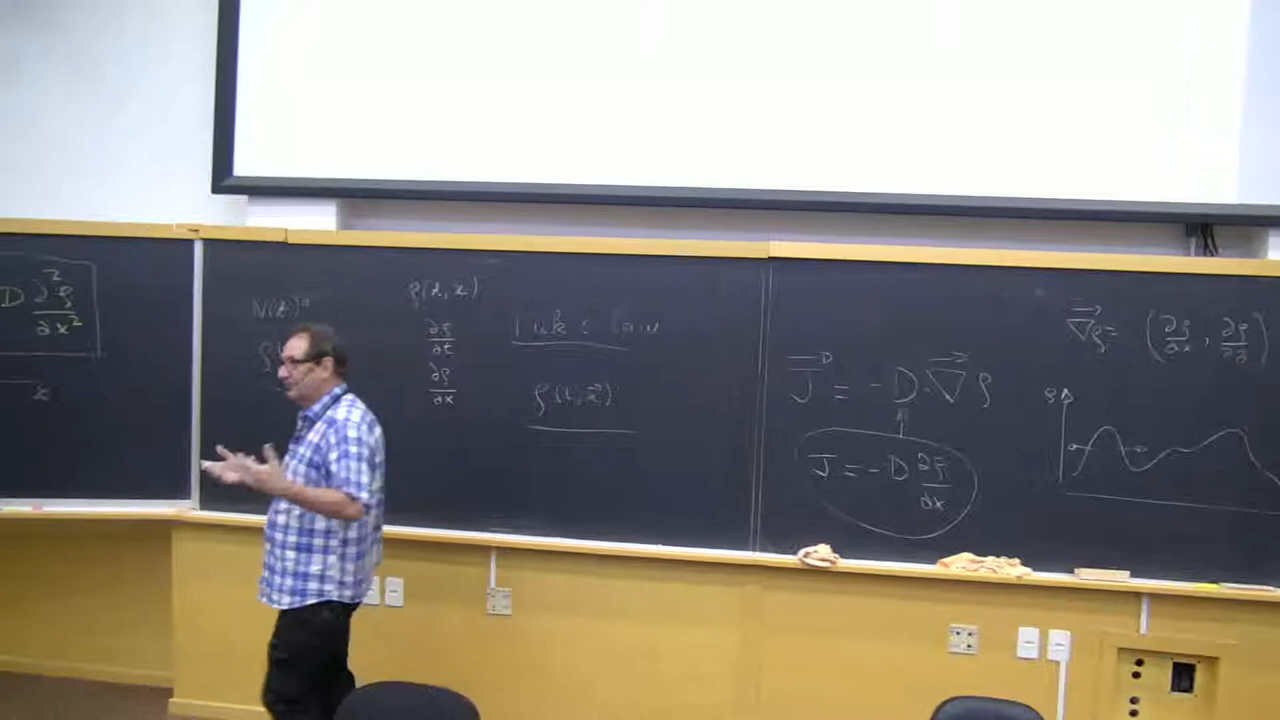 D ∂²ρ/∂x²
x
N(t)
ρ(t, x)
∂ρ/∂t
∂ρ/∂x
Fick's law
ρ(t, x⃗)
J⃗ = -D · ∇⃗ρ
J = -D ∂ρ/∂x
∇⃗ρ = (∂ρ/∂x, ∂ρ/∂y)
ρ